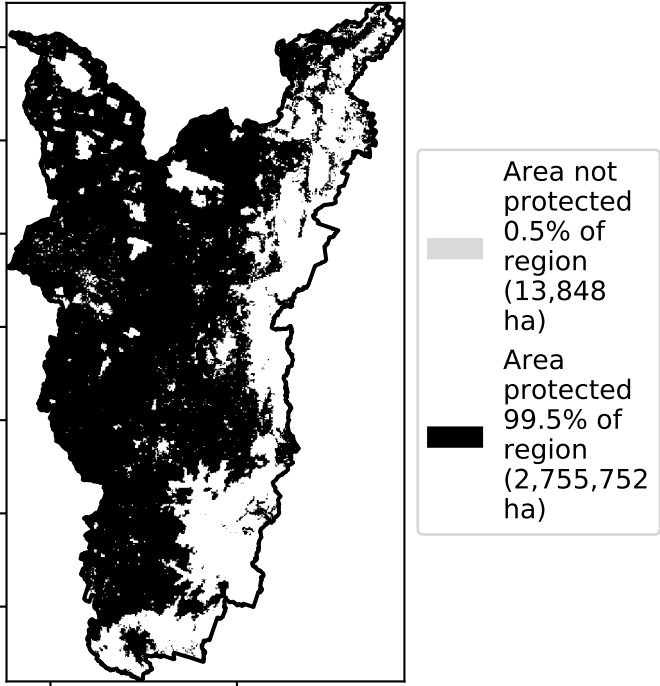 Area not
protected
0.5% of
region
(13,848
ha)
Area
protected
99.5% of
region
(2,755,752
ha)